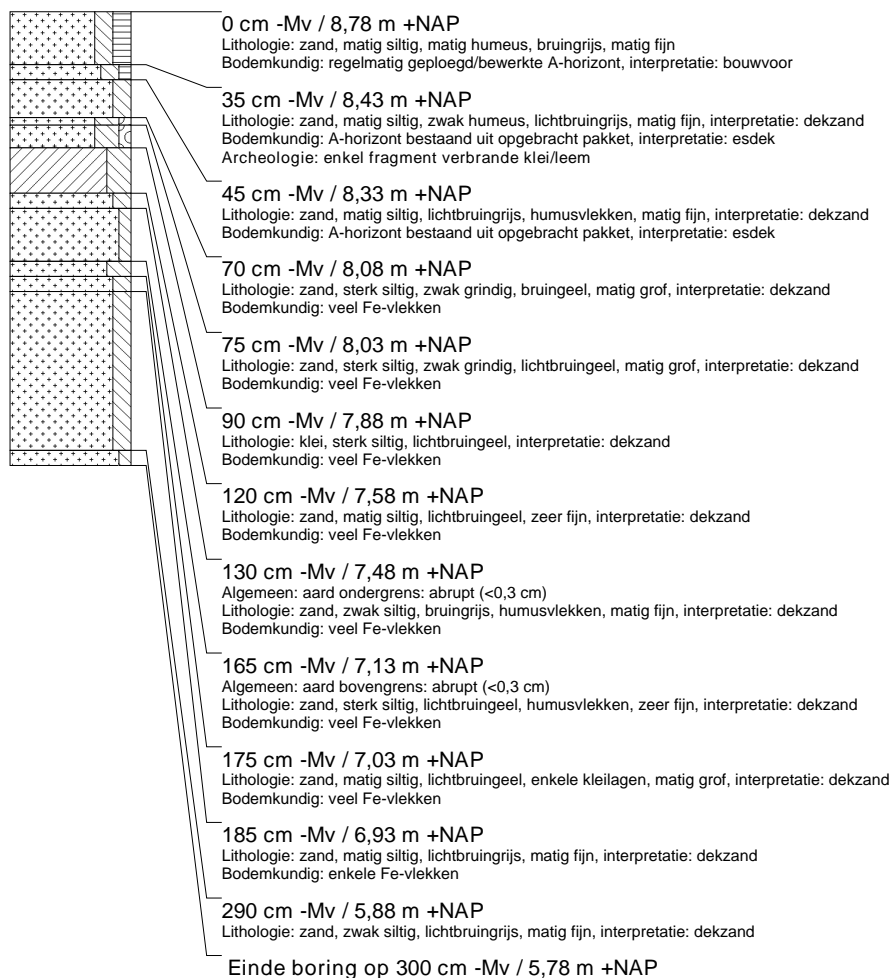 0 cm -Mv / 8,78 m +NAP
Lithologie: zand, matig siltig, matig humeus, bruingrijs, matig fijn
Bodemkundig: regelmatig geploegd/bewerkte A-horizont, interpretatie: bouwvoor
35 cm -Mv / 8,43 m +NAP
Lithologie: zand, matig siltig, zwak humeus, lichtbruingrijs, matig fijn, interpretatie: dekzand
Bodemkundig: A-horizont bestaand uit opgebracht pakket, interpretatie: esdek
Archeologie: enkel fragment verbrande klei/leem
45 cm -Mv / 8,33 m +NAP
Lithologie: zand, matig siltig, lichtbruingrijs, humusvlekken, matig fijn, interpretatie: dekzand
Bodemkundig: A-horizont bestaand uit opgebracht pakket, interpretatie: esdek
70 cm -Mv / 8,08 m +NAP
Lithologie: zand, sterk siltig, zwak grindig, bruingeel, matig grof, interpretatie: dekzand
Bodemkundig: veel Fe-vlekken
75 cm -Mv / 8,03 m +NAP
Lithologie: zand, sterk siltig, zwak grindig, lichtbruingeel, matig grof, interpretatie: dekzand
Bodemkundig: veel Fe-vlekken
90 cm -Mv / 7,88 m +NAP
Lithologie: klei, sterk siltig, lichtbruingeel, interpretatie: dekzand
Bodemkundig: veel Fe-vlekken
120 cm -Mv / 7,58 m +NAP
Lithologie: zand, matig siltig, lichtbruingeel, zeer fijn, interpretatie: dekzand
Bodemkundig: veel Fe-vlekken
130 cm -Mv / 7,48 m +NAP
Algemeen: aard ondergrens: abrupt (<0,3 cm)
Lithologie: zand, zwak siltig, bruingrijs, humusvlekken, matig fijn, interpretatie: dekzand
Bodemkundig: veel Fe-vlekken
165 cm -Mv / 7,13 m +NAP
Algemeen: aard bovengrens: abrupt (<0,3 cm)
Lithologie: zand, sterk siltig, lichtbruingeel, humusvlekken, zeer fijn, interpretatie: dekzand
Bodemkundig: veel Fe-vlekken
175 cm -Mv / 7,03 m +NAP
Lithologie: zand, matig siltig, lichtbruingeel, enkele kleilagen, matig grof, interpretatie: dekzand
Bodemkundig: veel Fe-vlekken
185 cm -Mv / 6,93 m +NAP
Lithologie: zand, matig siltig, lichtbruingrijs, matig fijn, interpretatie: dekzand
Bodemkundig: enkele Fe-vlekken
290 cm -Mv / 5,88 m +NAP
Lithologie: zand, zwak siltig, lichtbruingrijs, matig fijn, interpretatie: dekzand
Einde boring op 300 cm -Mv / 5,78 m +NAP